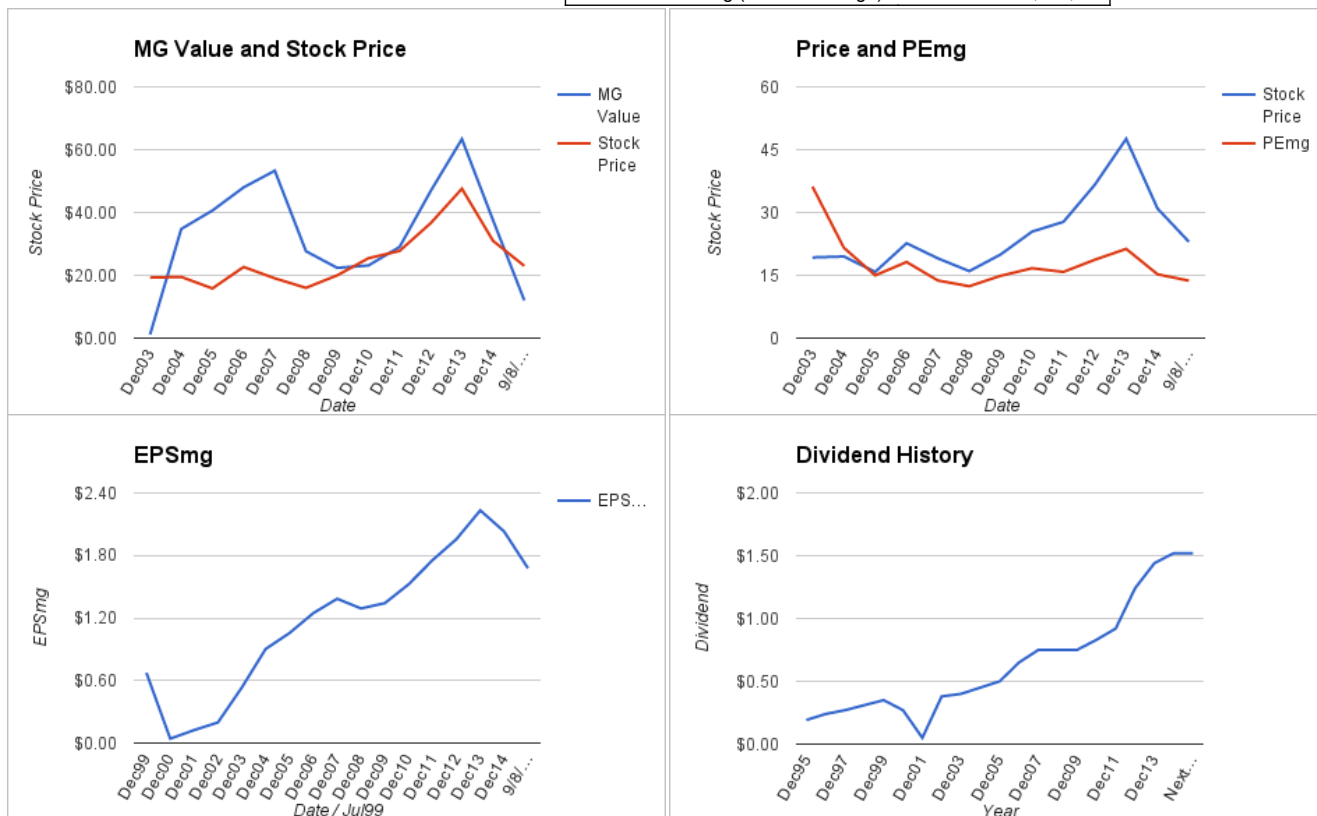 MG Value and Stock Price
$80.00
$60.00
$40.00
$20.00
$0.00
Stock Price
MG
Value
Stock
Price
Dec03
Dec04
Dec05
Dec06
Dec07
Dec08
Dec09
Dec10
Dec11
Dec12
Dec13
Dec14
9/8/...
Date
Price and PEmg
60
45
30
15
0
Stock Price
Stock
Price
PEmg
Dec03
Dec04
Dec05
Dec06
Dec07
Dec08
Dec09
Dec10
Dec11
Dec12
Dec13
Dec14
9/8/...
Date
EPSmg
$2.40
$1.80
$1.20
$0.60
$0.00
EPSmg
EPS...
Dec99
Dec00
Dec01
Dec02
Dec03
Dec04
Dec05
Dec06
Dec07
Dec08
Dec09
Dec10
Dec11
Dec12
Dec13
Dec14
9/8/...
Date / Jul99
Dividend History
$2.00
$1.50
$1.00
$0.50
$0.00
Dividend
Dec95
Dec97
Dec99
Dec01
Dec03
Dec05
Dec07
Dec09
Dec11
Dec13
Next...
Year